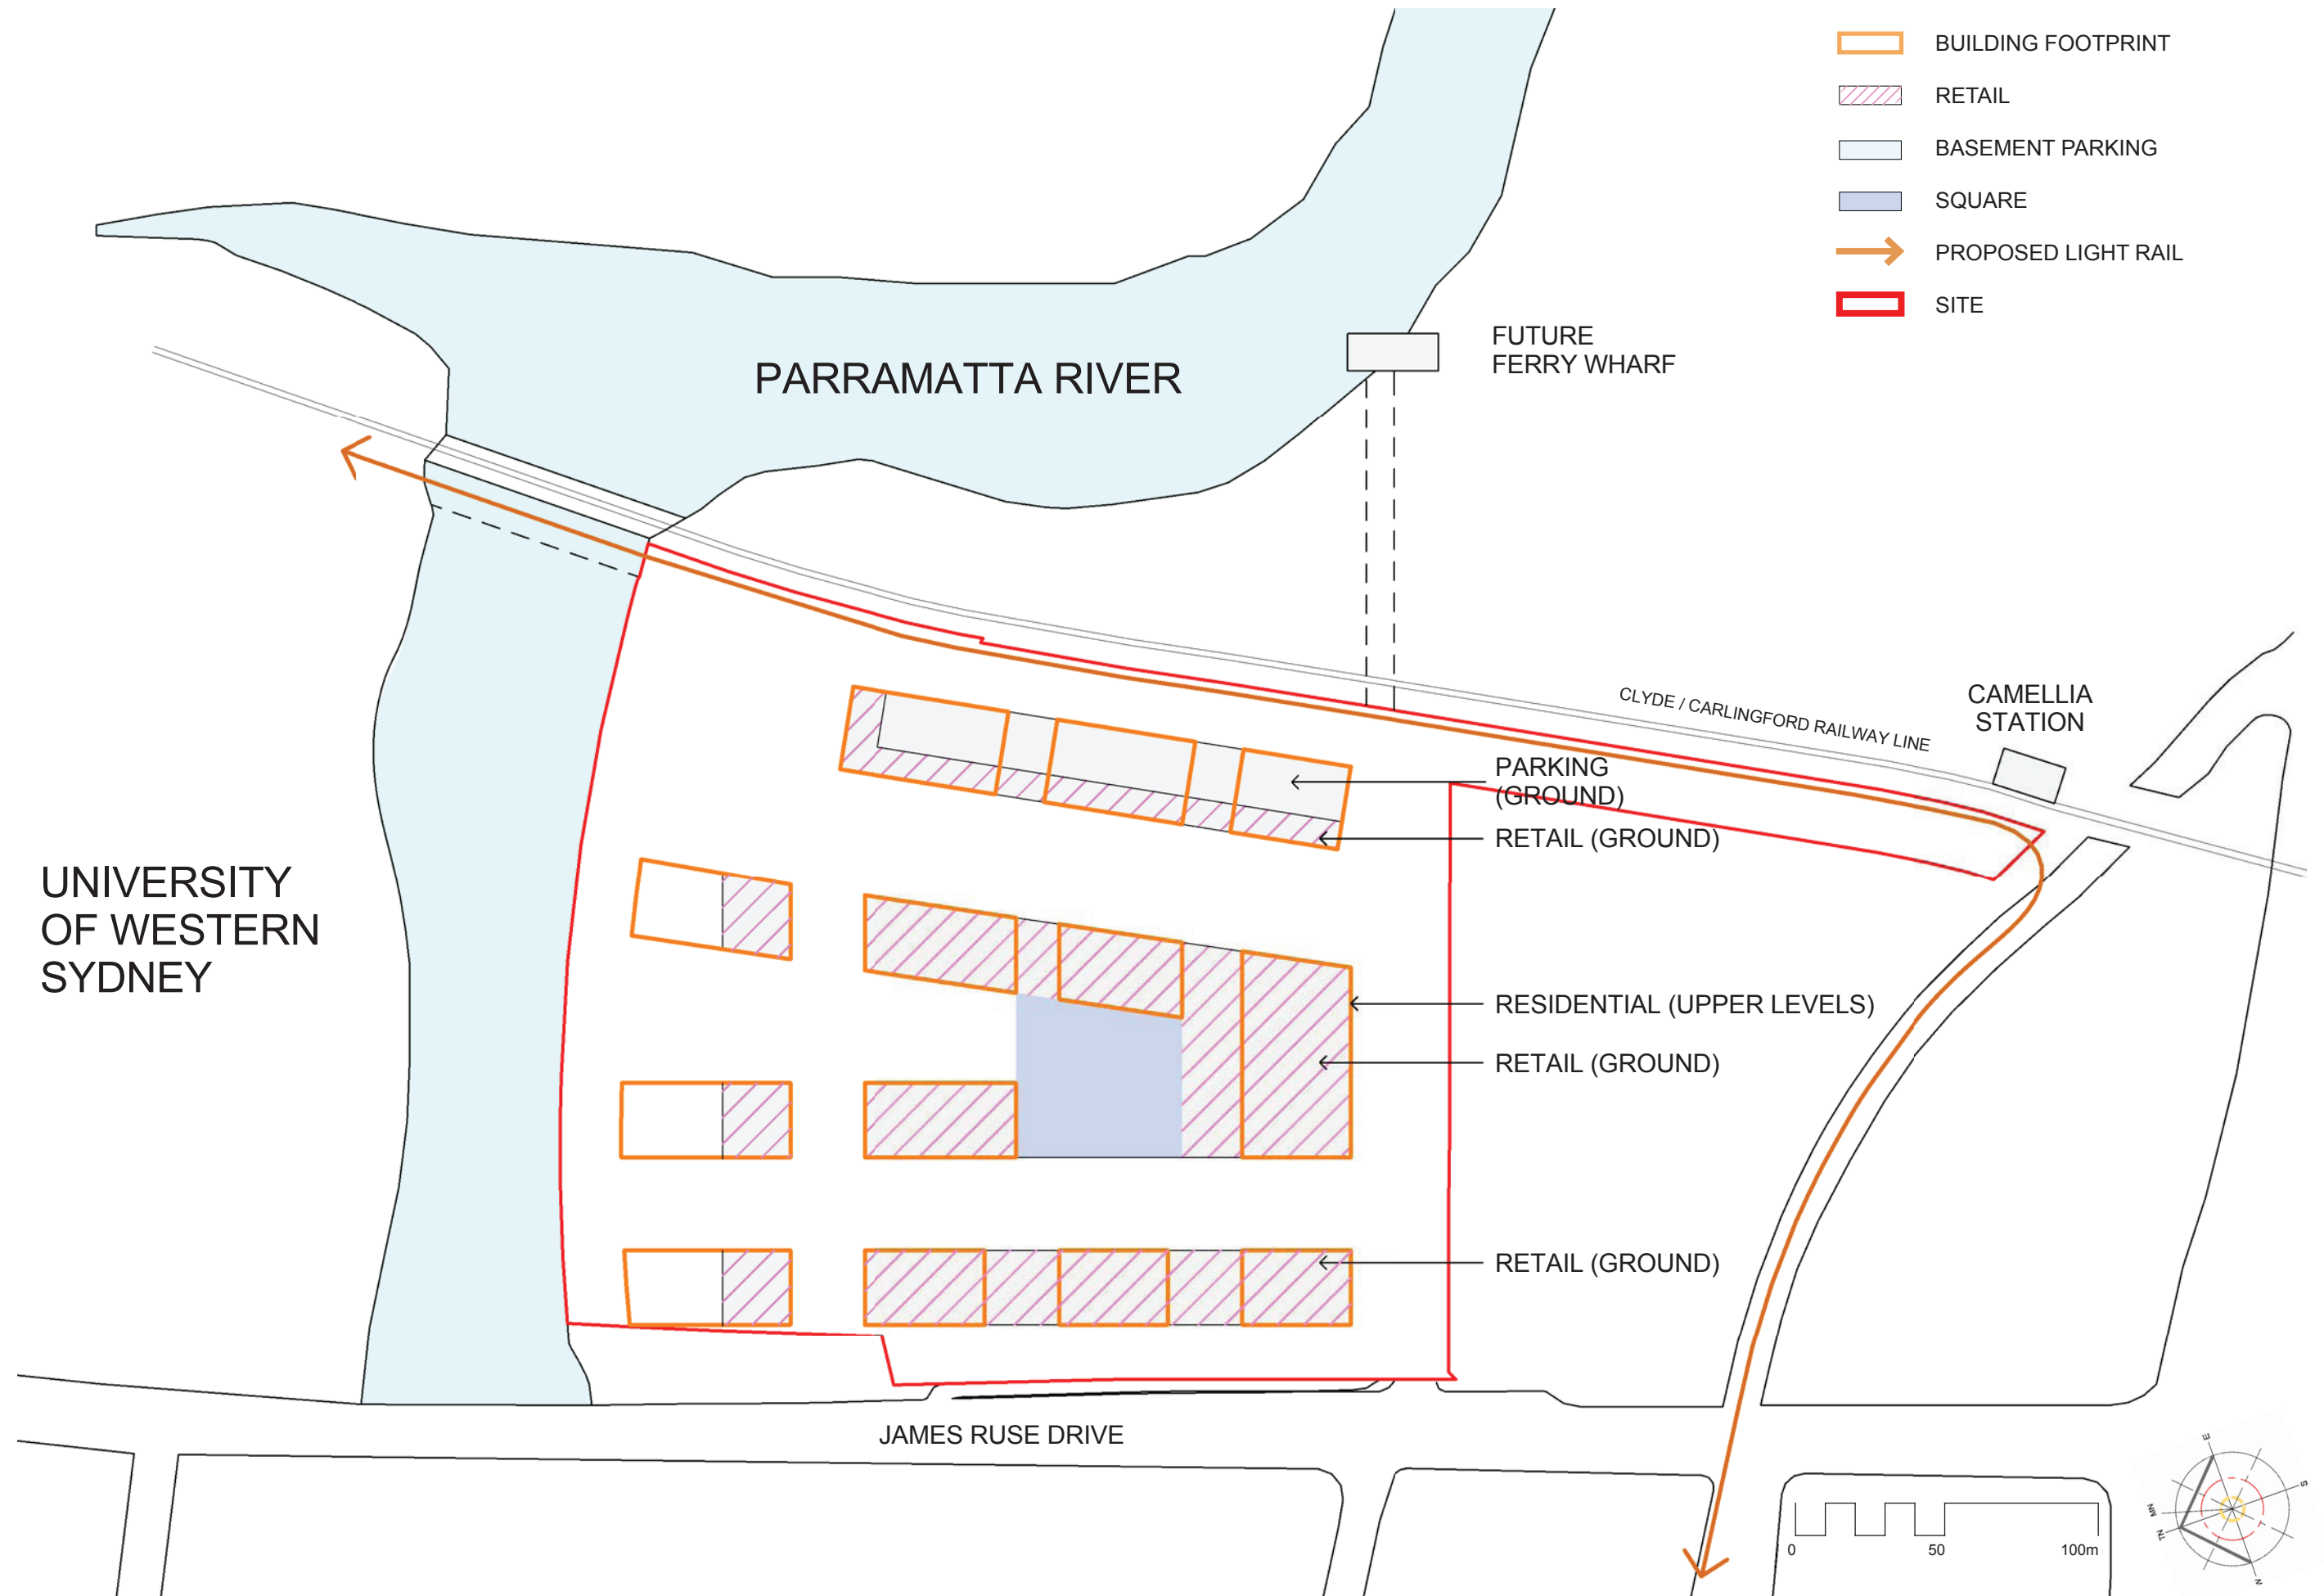 BUILDING FOOTPRINT
RETAIL
BASEMENT PARKING
SQUARE
PROPOSED LIGHT RAIL
SITE
FUTURE
FERRY WHARF
PARRAMATTA RIVER
CLYDE / CARLINGFORD RAILWAY LINE
CAMELLIA
STATION
PARKING
(GROUND)
RETAIL (GROUND)
UNIVERSITY
OF WESTERN
SYDNEY
RESIDENTIAL (UPPER LEVELS)
RETAIL (GROUND)
RETAIL (GROUND)
JAMES RUSE DRIVE
0 50 100m
E
S
MN
TN
N